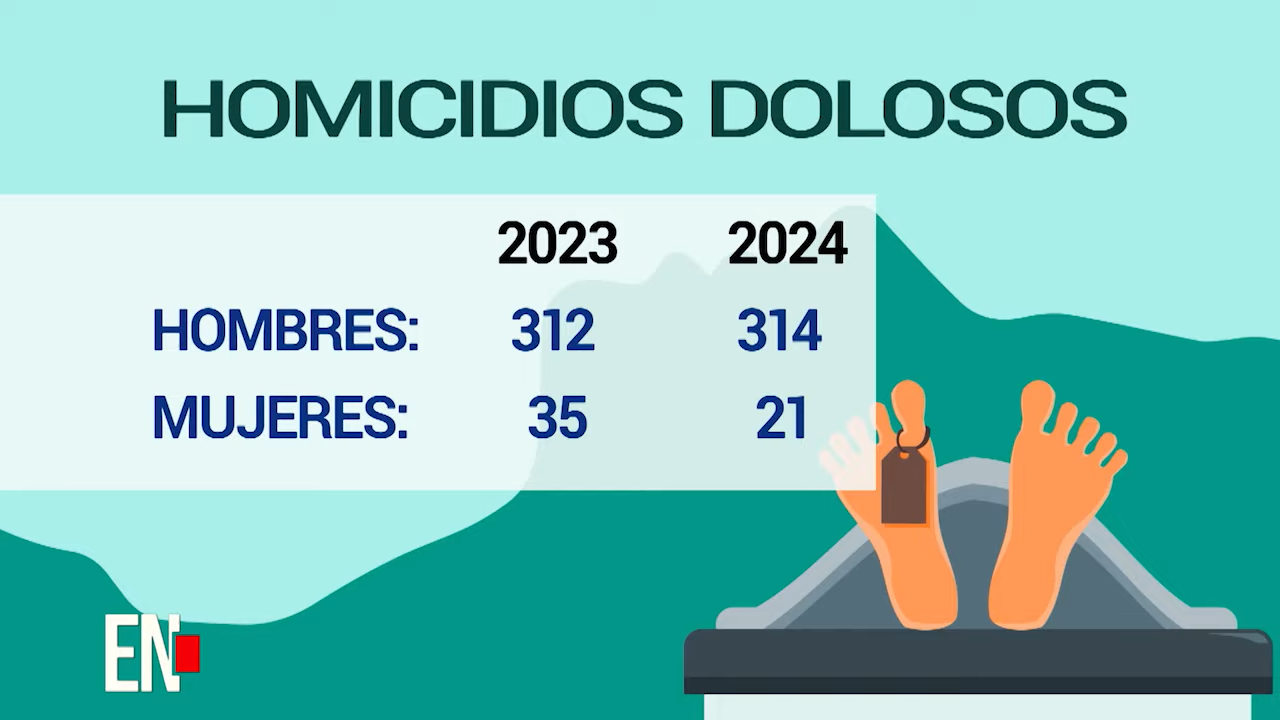 HOMICIDIOS DOLOSOS
2023 2024
HOMBRES: 312 314
MUJERES: 35 21
EN